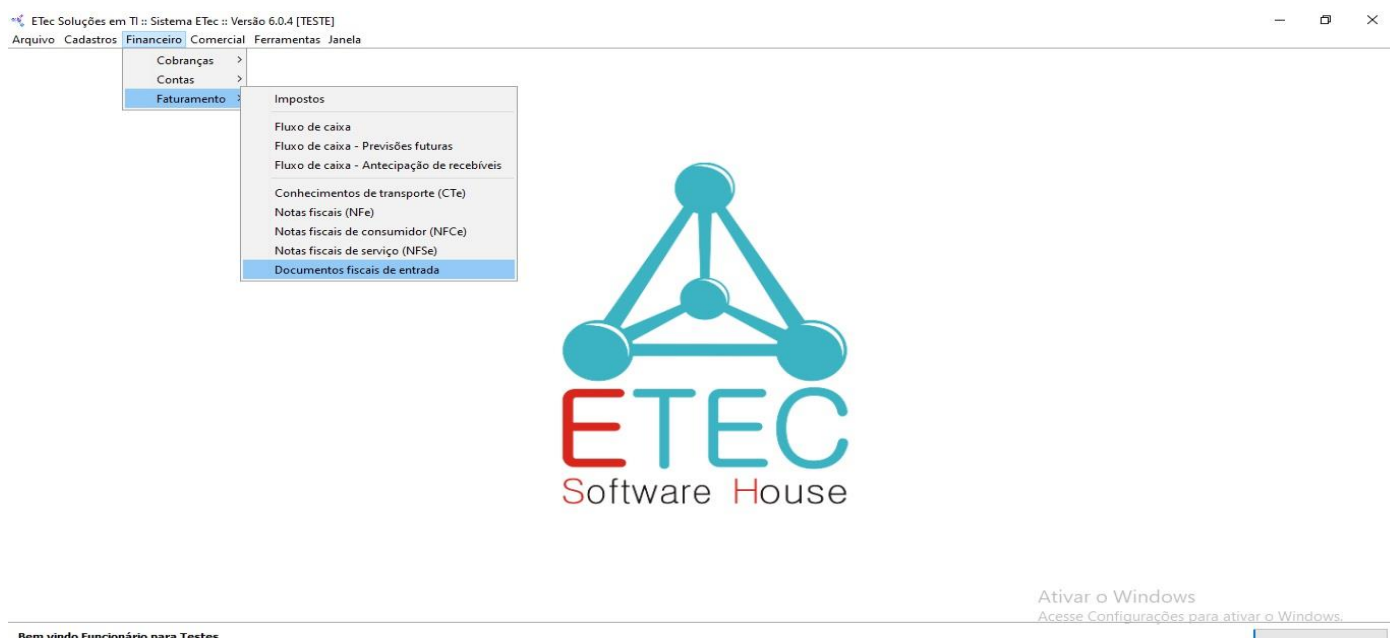 ETec Soluções em TI :: Sistema ETec :: Versão 6.0.4 [TESTE]
Arquivo Cadastros Financeiro Comercial Ferramentas Janela
Cobranças
Contas
Faturamento
Impostos
Fluxo de caixa
Fluxo de caixa - Previsões futuras
Fluxo de caixa - Antecipação de recebíveis
Conhecimentos de transporte (CTe)
Notas fiscais (NFe)
Notas fiscais de consumidor (NFCe)
Notas fiscais de serviço (NFSe)
Documentos fiscais de entrada
ETEC
Software House
Ativar o Windows
Acesse Configurações para ativar o Windows.
Bem vindo Funcionário para Testes